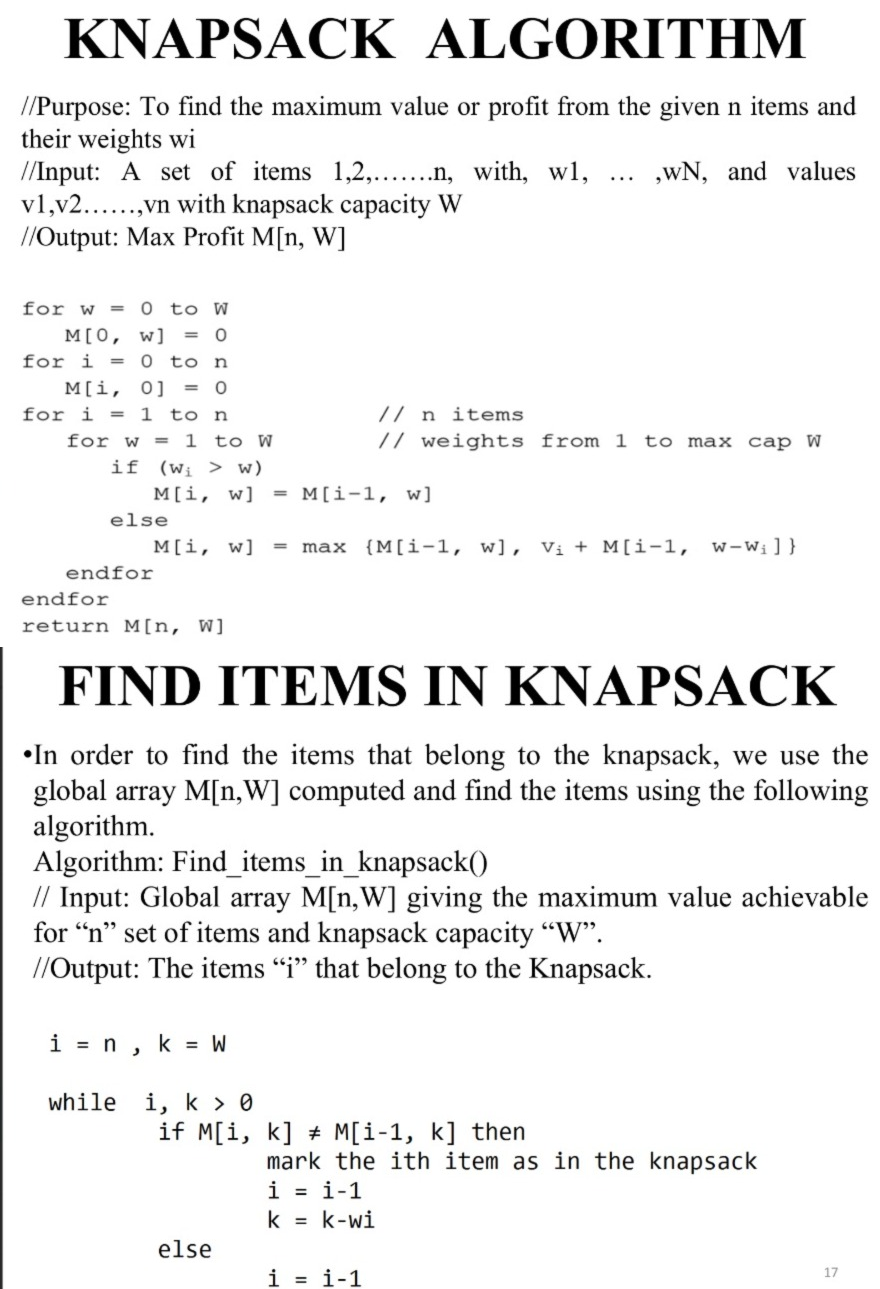 KNAPSACK ALGORITHM
//Purpose: To find the maximum value or profit from the given n items and
their weights wi
//Input: A set of items 1,2,.......n, with, w1, ... ,wN, and values
v1,v2......,vn with knapsack capacity W
//Output: Max Profit M[n, W]
for w = 0 to W
M[0, w] = 0
for i = 0 to n
M[i, 0] = 0
for i = 1 to n // n items
for w = 1 to W // weights from 1 to max cap W
if (wᵢ > w)
M[i, w] = M[i-1, w]
else
M[i, w] = max {M[i-1, w], vᵢ + M[i-1, w-wᵢ]}
endfor
endfor
return M[n, W]
FIND ITEMS IN KNAPSACK
•In order to find the items that belong to the knapsack, we use the
global array M[n,W] computed and find the items using the following
algorithm.
Algorithm: Find_items_in_knapsack()
// Input: Global array M[n,W] giving the maximum value achievable
for “n” set of items and knapsack capacity “W”.
//Output: The items “i” that belong to the Knapsack.
i = n , k = W
while i, k > 0
if M[i, k] ≠ M[i-1, k] then
mark the ith item as in the knapsack
i = i-1
k = k-wi
else
i = i-1
17